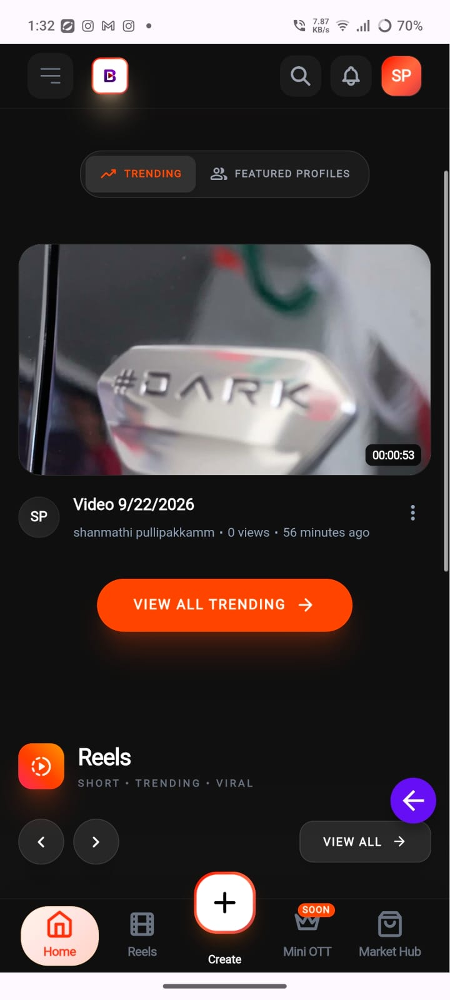 1:32
7.87
KB/s
70%
B
SP
TRENDING
FEATURED PROFILES
#DARK
00:00:53
SP
Video 9/22/2026
shanmathi pullipakkamm • 0 views • 56 minutes ago
VIEW ALL TRENDING
Reels
SHORT • TRENDING • VIRAL
VIEW ALL
SOON
Home
Reels
Create
Mini OTT
Market Hub